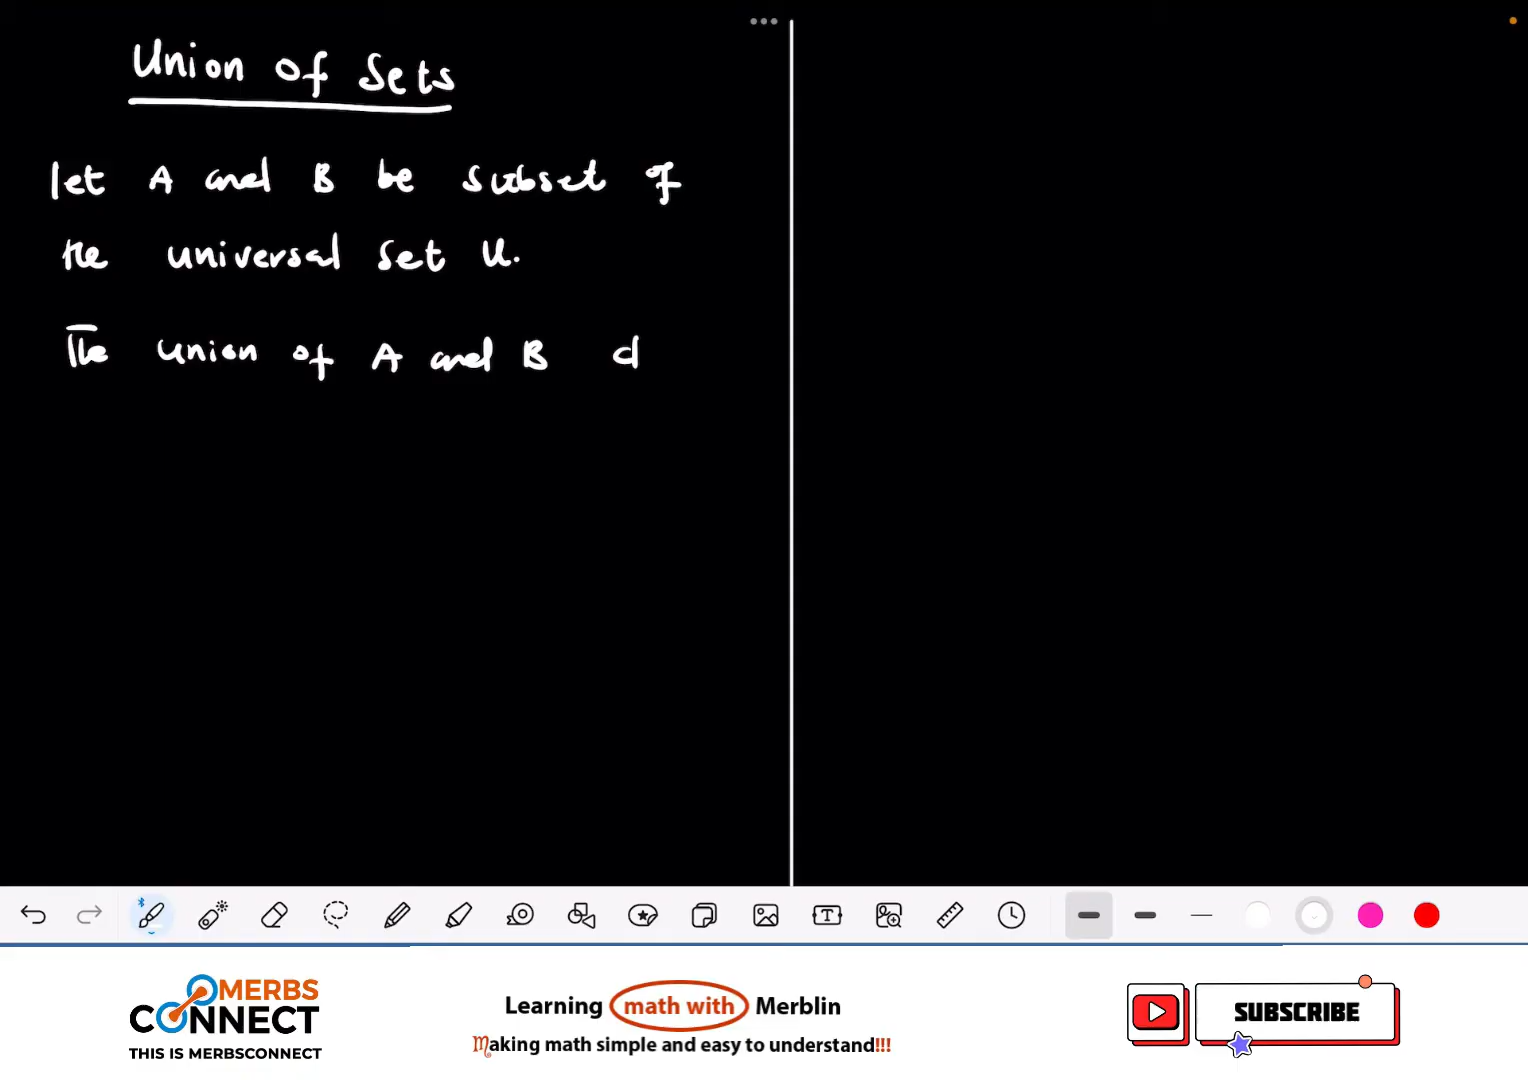 Union Of Sets
let A and B be subset of
the universal set U.
The union of A and B d
T
MERBS
CONNECT
THIS IS MERBSCONNECT
Learning math with Merblin
Making math simple and easy to understand!!!
SUBSCRIBE